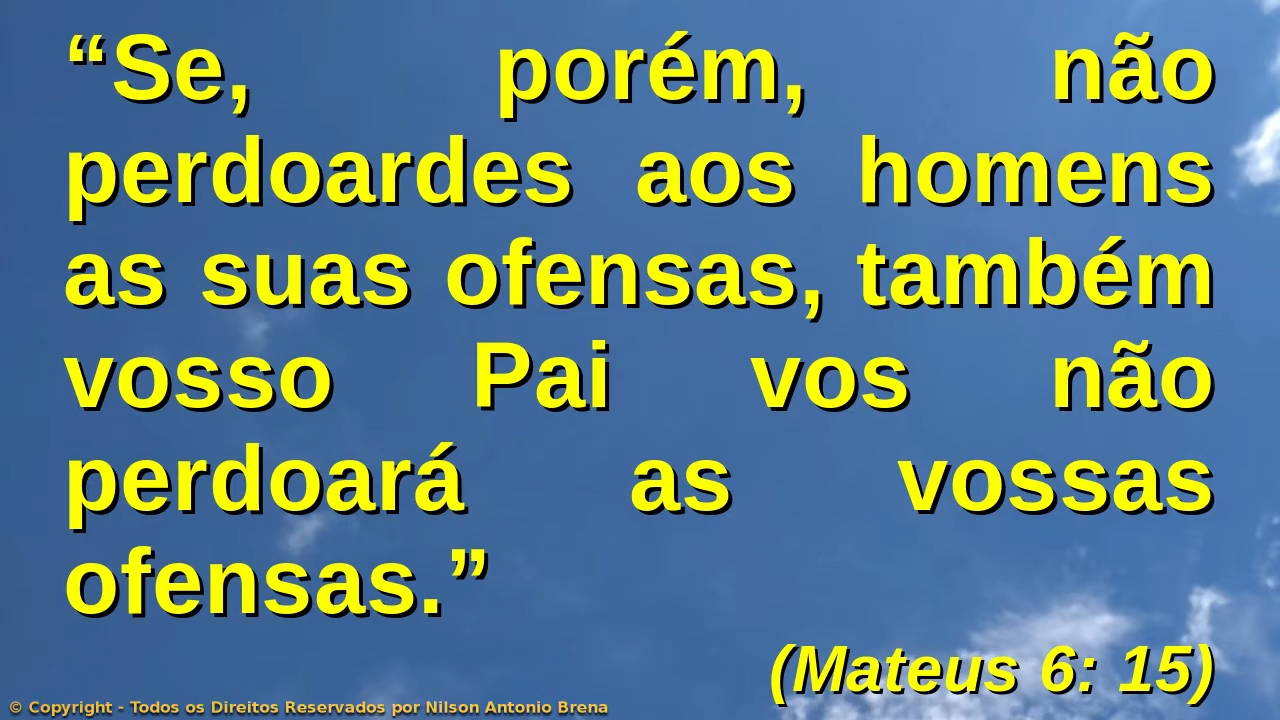 “Se, porém, não
perdoardes aos homens
as suas ofensas, também
vosso Pai vos não
perdoará as vossas
ofensas.”
(Mateus 6: 15)
© Copyright - Todos os Direitos Reservados por Nilson Antonio Brena